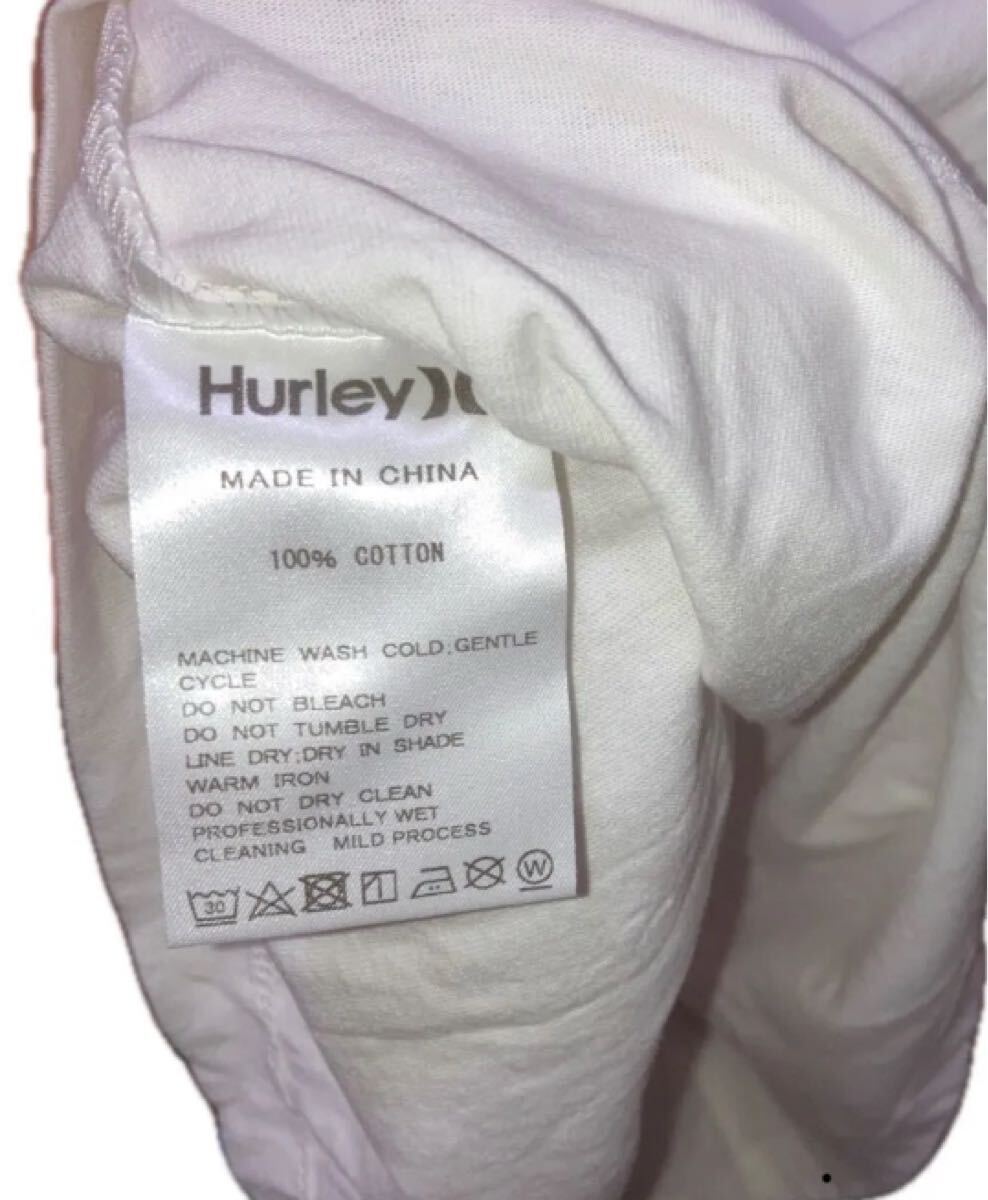 Hurley
MADE IN CHINA
100% COTTON
MACHINE WASH COLD;GENTLE
CYCLE
DO NOT BLEACH
DO NOT TUMBLE DRY
LINE DRY;DRY IN SHADE
WARM IRON
DO NOT DRY CLEAN
PROFESSIONALLY WET
CLEANING MILD PROCESS
30 W